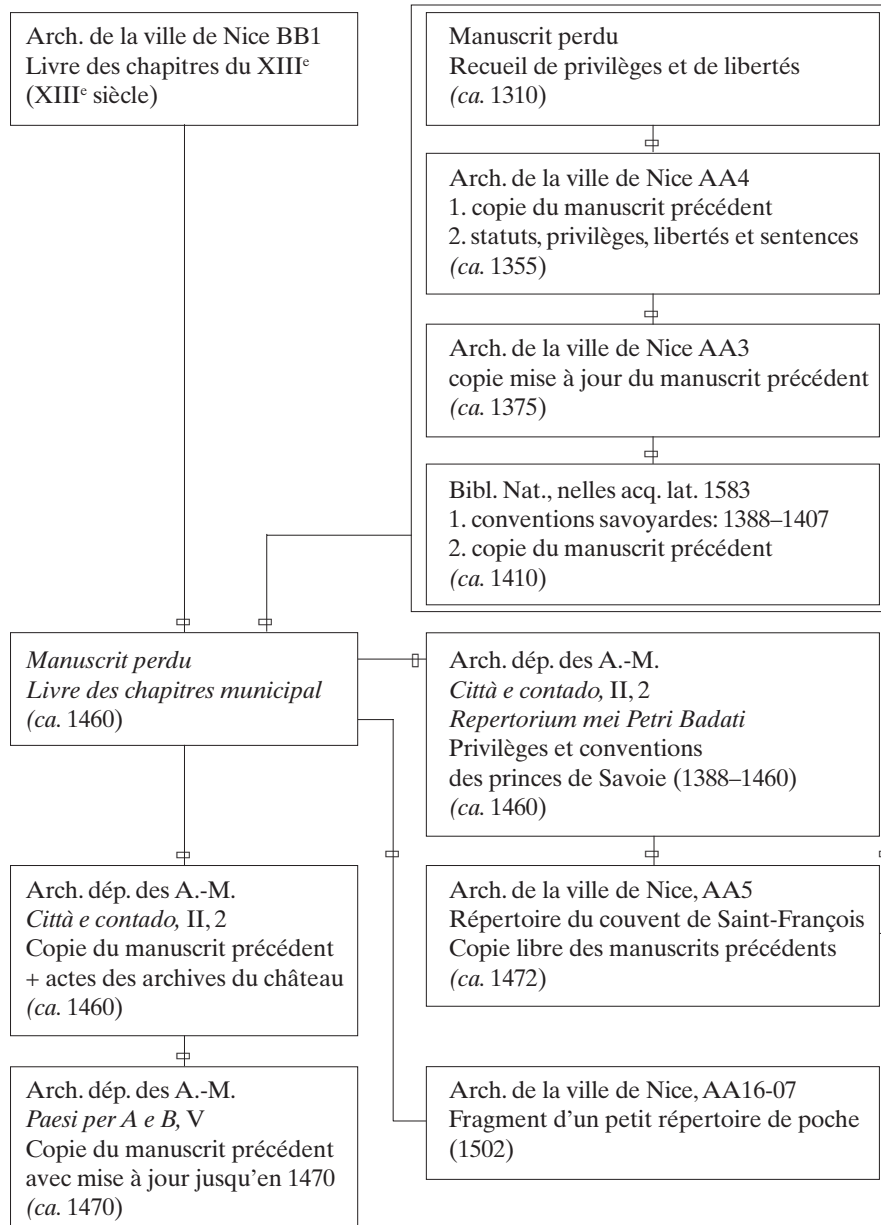 Arch. de la ville de Nice BB1
Livre des chapitres du XIIIe
(XIIIe siècle)
Manuscrit perdu
Recueil de privilèges et de libertés
(ca. 1310)
Arch. de la ville de Nice AA4
1. copie du manuscrit précédent
2. statuts, privilèges, libertés et sentences
(ca. 1355)
Arch. de la ville de Nice AA3
copie mise à jour du manuscrit précédent
(ca. 1375)
Bibl. Nat., nelles acq. lat. 1583
1. conventions savoyardes: 1388–1407
2. copie du manuscrit précédent
(ca. 1410)
Manuscrit perdu
Livre des chapitres municipal
(ca. 1460)
Arch. dép. des A.-M.
Città e contado, II, 2
Repertorium mei Petri Badati
Privilèges et conventions
des princes de Savoie (1388–1460)
(ca. 1460)
Arch. dép. des A.-M.
Città e contado, II, 2
Copie du manuscrit précédent
+ actes des archives du château
(ca. 1460)
Arch. de la ville de Nice, AA5
Répertoire du couvent de Saint-François
Copie libre des manuscrits précédents
(ca. 1472)
Arch. dép. des A.-M.
Paesi per A e B, V
Copie du manuscrit précédent
avec mise à jour jusqu'en 1470
(ca. 1470)
Arch. de la ville de Nice, AA16-07
Fragment d'un petit répertoire de poche
(1502)